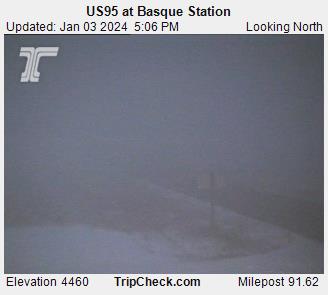 US95 at Basque Station
Updated: Jan 03 2024 5:06 PM Looking North
Elevation 4460 TripCheck.com Milepost 91.62